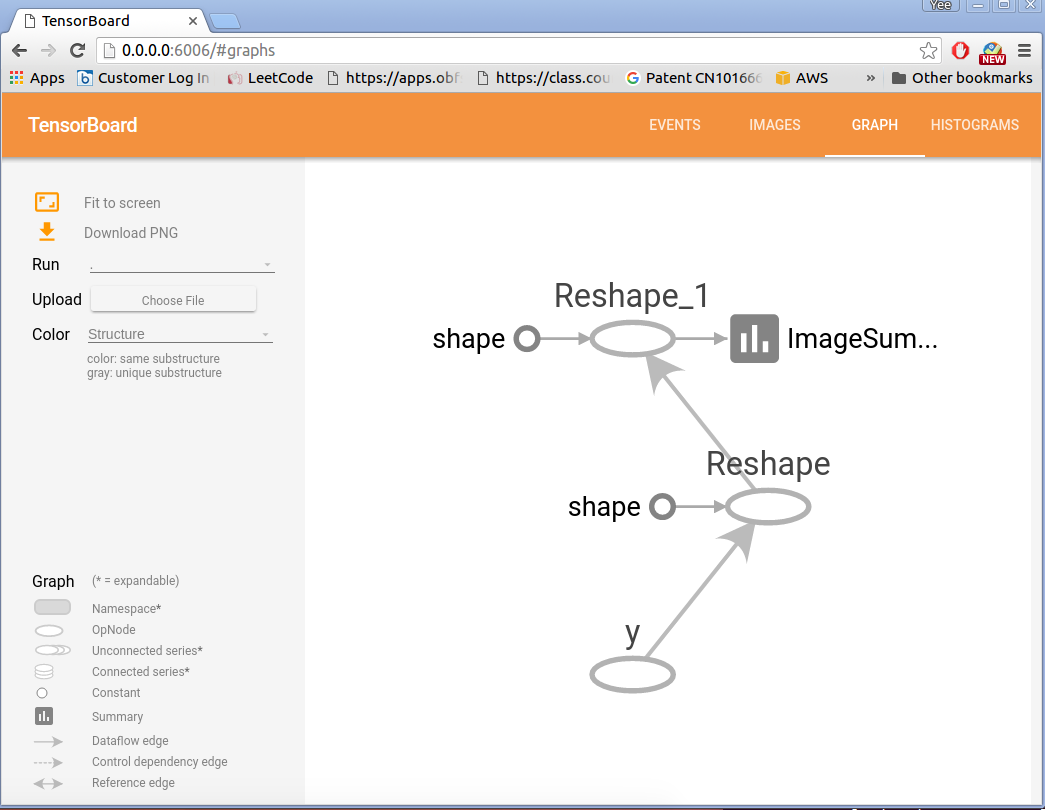 Yee
TensorBoard
0.0.0.0:6006/#graphs
NEW
Apps
Customer Log In
LeetCode
https://apps.obf
https://class.cou
Patent CN101666
AWS
»
Other bookmarks
TensorBoard
EVENTS
IMAGES
GRAPH
HISTOGRAMS
Fit to screen
Download PNG
Run .
Upload Choose File
Color Structure
color: same substructure
gray: unique substructure
Reshape_1
shape
ImageSum...
Reshape
shape
y
Graph (* = expandable)
Namespace*
OpNode
Unconnected series*
Connected series*
Constant
Summary
Dataflow edge
Control dependency edge
Reference edge